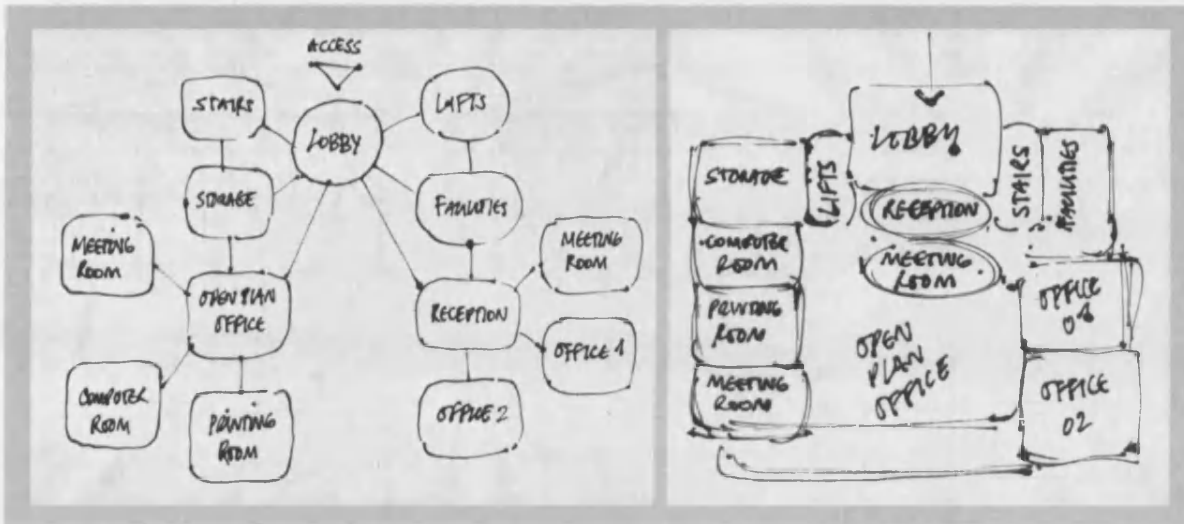 ACCESS
STAIRS
LIFTS
LOBBY
STORAGE
FACILITIES
MEETING
ROOM
MEETING
ROOM
OPEN PLAN
OFFICE
RECEPTION
OFFICE 1
COMPUTER
ROOM
PRINTING
ROOM
OFFICE 2
LOBBY
STORAGE
LIFTS
STAIRS
FACILITIES
RECEPTION
COMPUTER
ROOM
MEETING
ROOM
PRINTING
ROOM
OFFICE
01
OPEN
PLAN
OFFICE
MEETING
ROOM
OFFICE
02